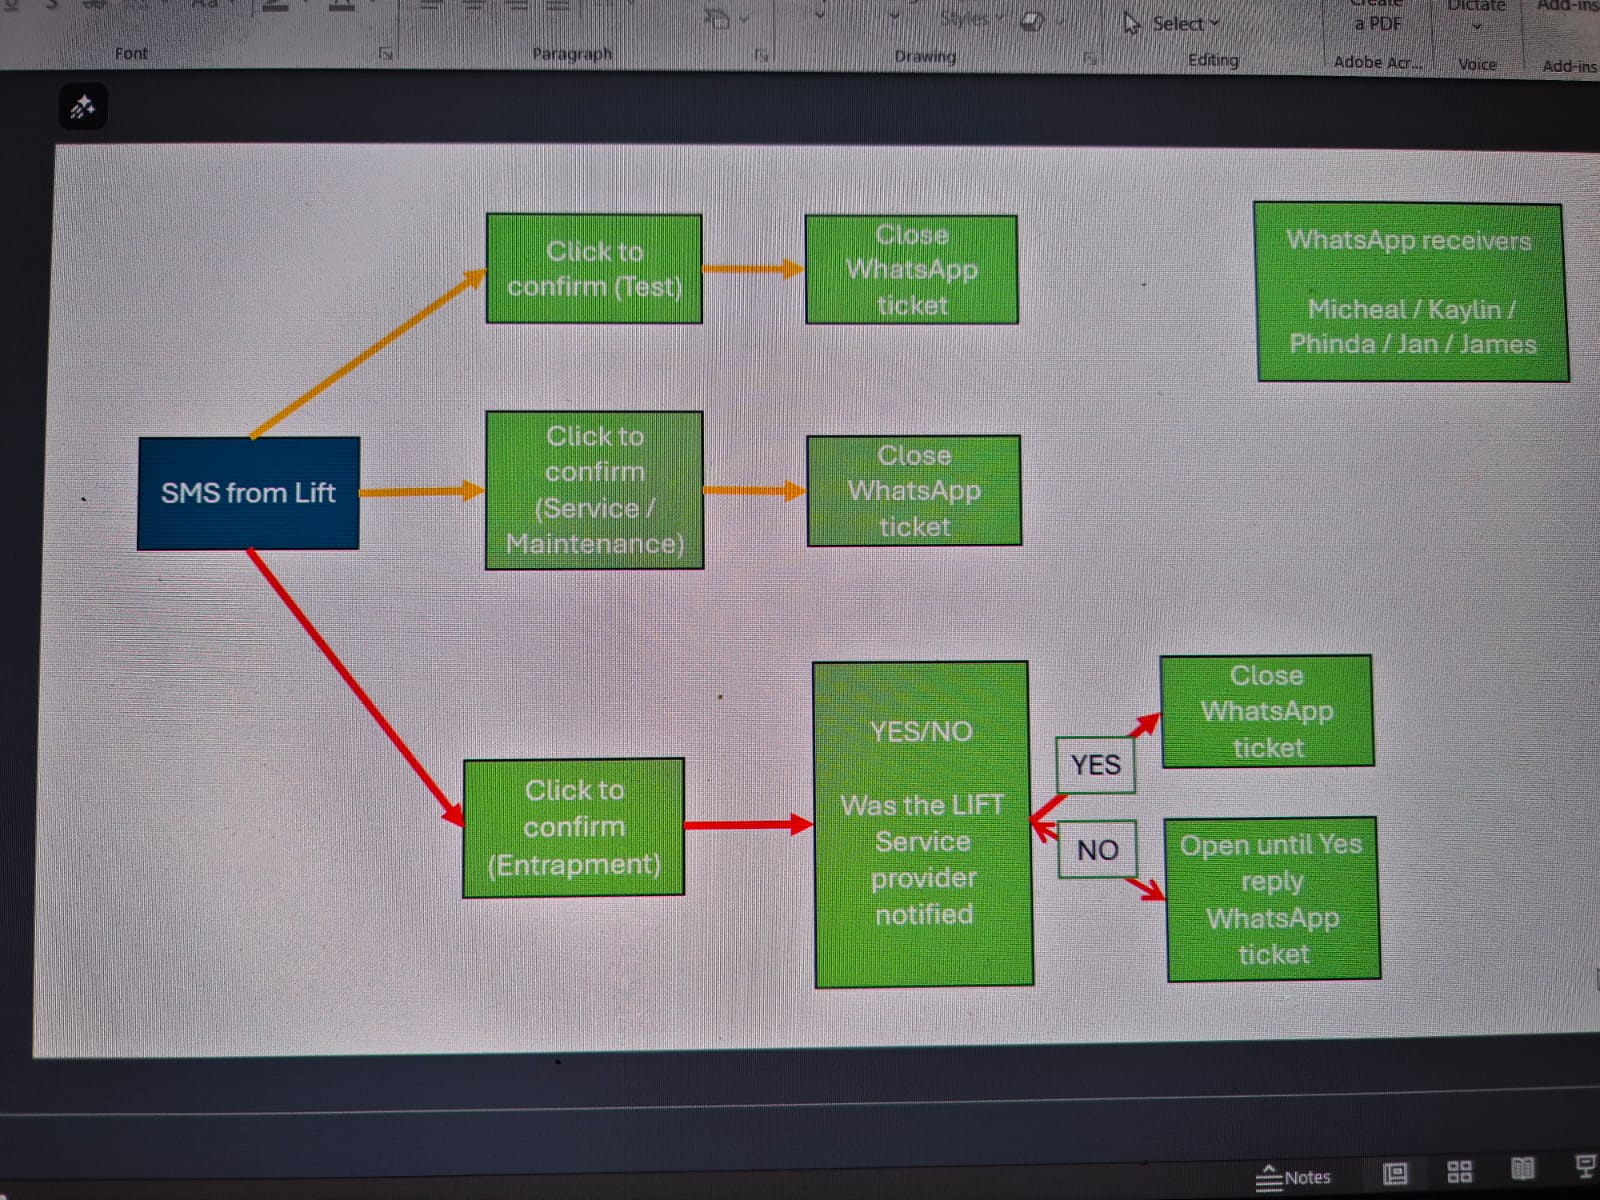 Font
Paragraph
Styles
Drawing
Select
Editing
a PDF
Adobe Acr...
Dictate
Voice
Add-ins
Add-ins
Click to
confirm (Test)
Close
WhatsApp
ticket
WhatsApp receivers
Micheal / Kaylin /
Phinda / Jan / James
SMS from Lift
Click to
confirm
(Service /
Maintenance)
Close
WhatsApp
ticket
Click to
confirm
(Entrapment)
YES/NO
Was the LIFT
Service
provider
notified
YES
NO
Close
WhatsApp
ticket
Open until Yes
reply
WhatsApp
ticket
Notes